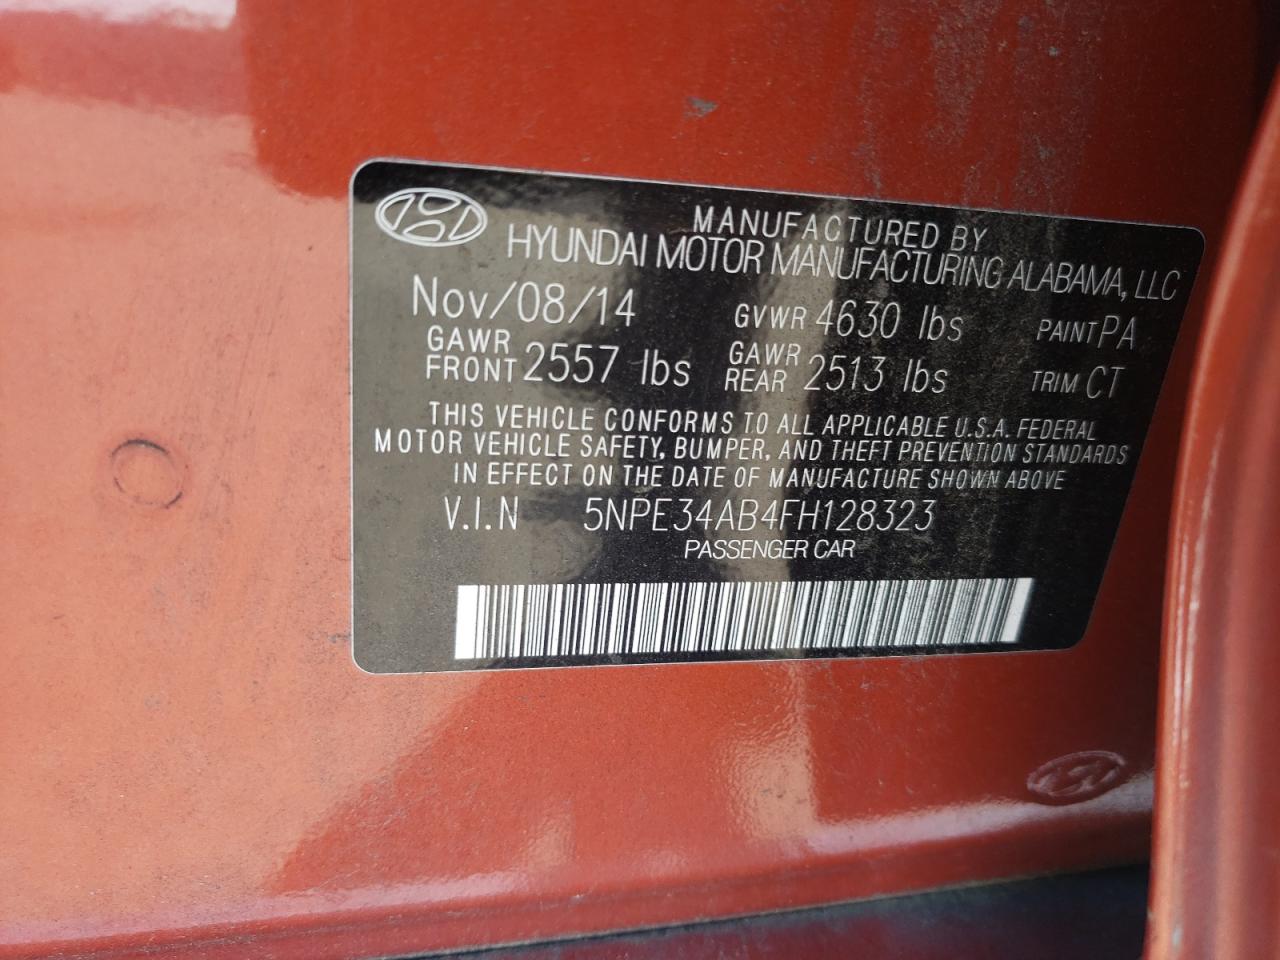 MANUFACTURED BY
HYUNDAI MOTOR MANUFACTURING ALABAMA, LLC
Nov/08/14 GVWR 4630 lbs PAINT PA
GAWR FRONT 2557 lbs GAWR REAR 2513 lbs TRIM CT
THIS VEHICLE CONFORMS TO ALL APPLICABLE U.S.A. FEDERAL
MOTOR VEHICLE SAFETY, BUMPER, AND THEFT PREVENTION STANDARDS
IN EFFECT ON THE DATE OF MANUFACTURE SHOWN ABOVE
V.I.N 5NPE34AB4FH128323
PASSENGER CAR